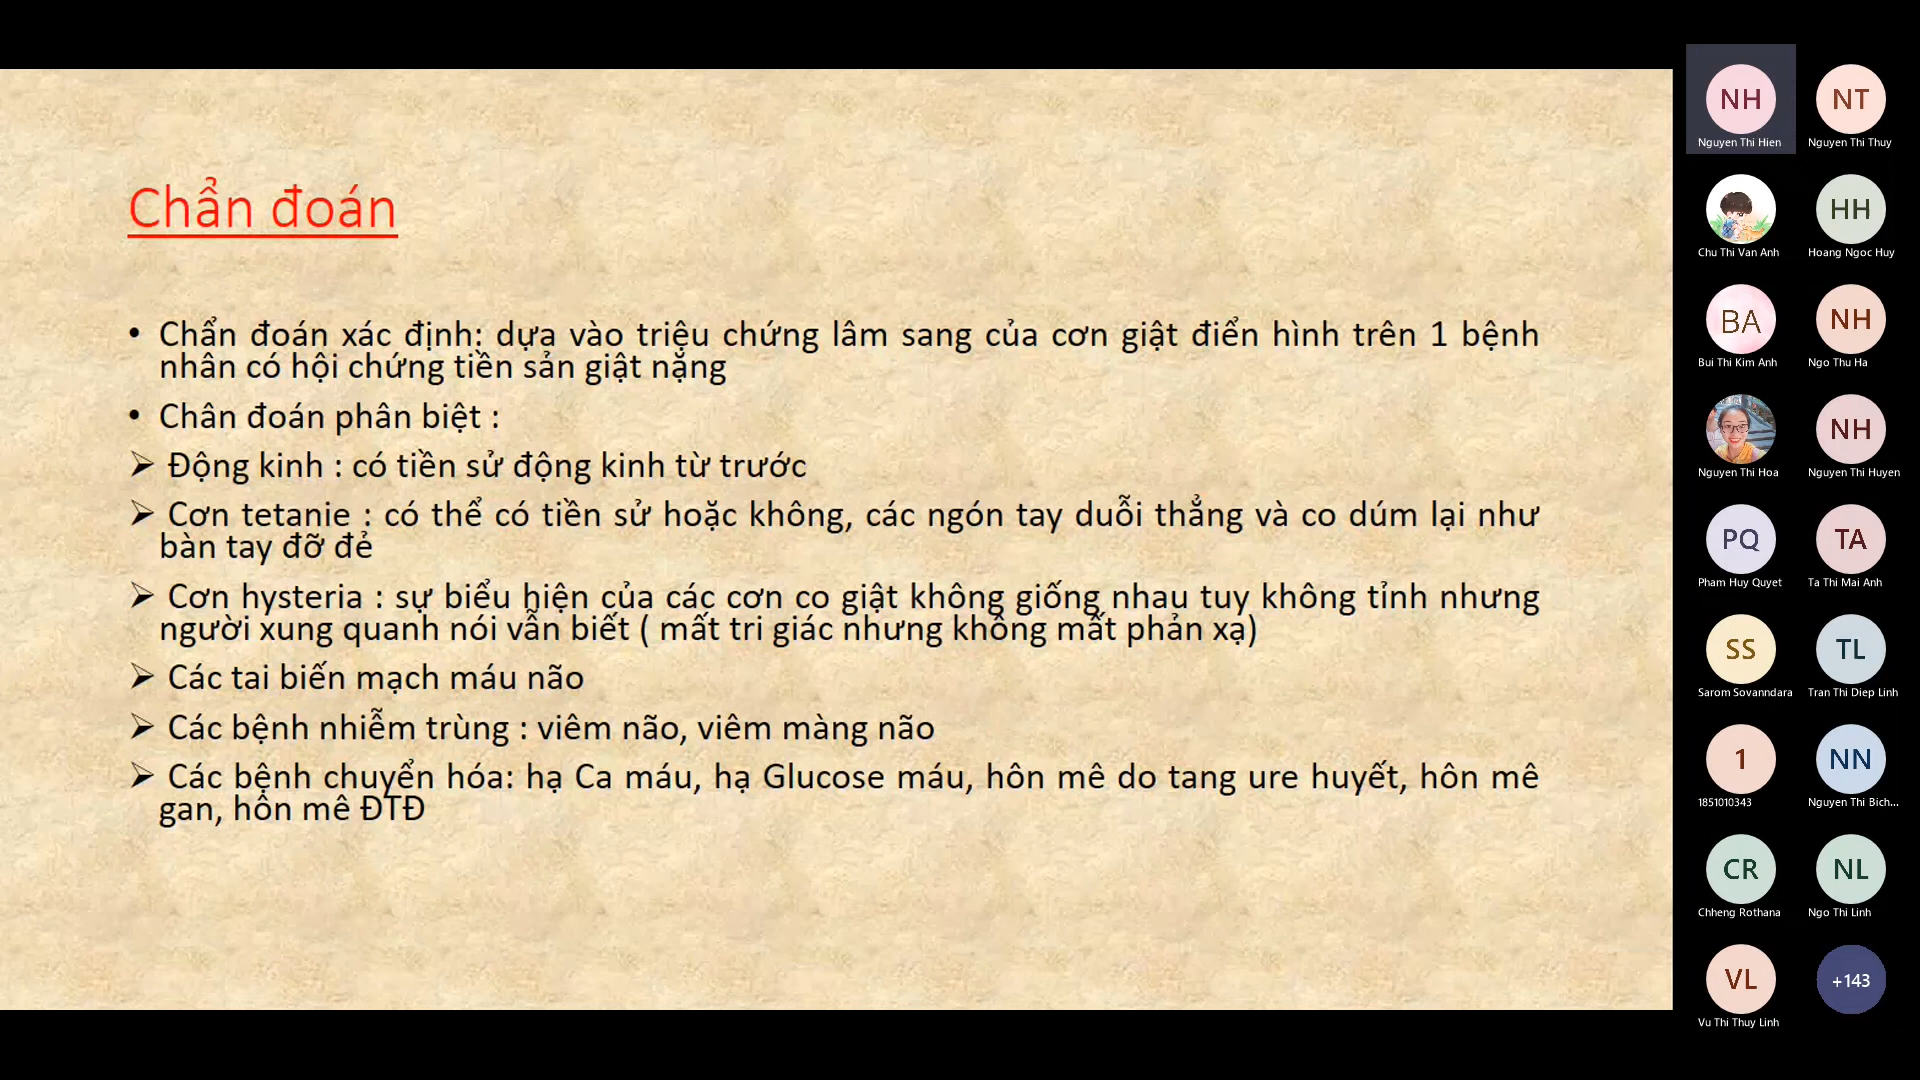 Chẩn đoán
• Chẩn đoán xác định: dựa vào triệu chứng lâm sang của cơn giật điển hình trên 1 bệnh
nhân có hội chứng tiền sản giật nặng
• Chân đoán phân biệt :
➢ Động kinh : có tiền sử động kinh từ trước
➢ Cơn tetanie : có thể có tiền sử hoặc không, các ngón tay duỗi thẳng và co dúm lại như
bàn tay đỡ đẻ
➢ Cơn hysteria : sự biểu hiện của các cơn co giật không giống nhau tuy không tỉnh nhưng
người xung quanh nói vẫn biết ( mất tri giác nhưng không mất phản xạ)
➢ Các tai biến mạch máu não
➢ Các bệnh nhiễm trùng : viêm não, viêm màng não
➢ Các bệnh chuyển hóa: hạ Ca máu, hạ Glucose máu, hôn mê do tang ure huyết, hôn mê
gan, hôn mê ĐTĐ
NH NT
Nguyen Thi Hien Nguyen Thi Thuy
HH
Chu Thi Van Anh Hoang Ngoc Huy
BA NH
Bui Thi Kim Anh Ngo Thu Ha
NH
Nguyen Thi Hoa Nguyen Thi Huyen
PQ TA
Pham Huy Quyet Ta Thi Mai Anh
SS TL
Sarom Sovanndara Tran Thi Diep Linh
1 NN
1851010343 Nguyen Thi Bich...
CR NL
Chheng Rothana Ngo Thi Linh
VL +143
Vu Thi Thuy Linh